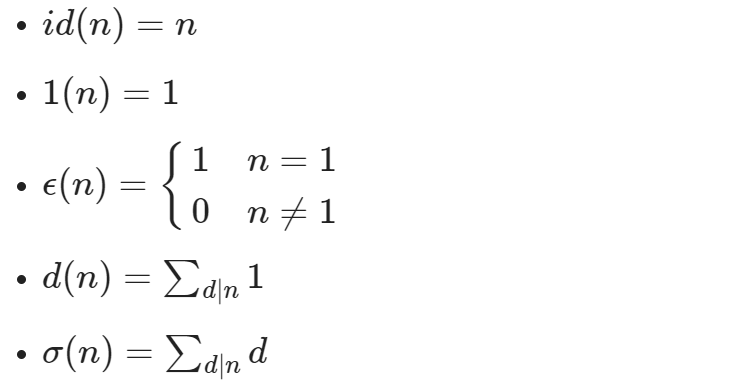 • id(n) = n
• 1(n) = 1
• ϵ(n) = { 1 n = 1
0 n ≠ 1
• d(n) = ∑_{d|n} 1
• σ(n) = ∑_{d|n} d